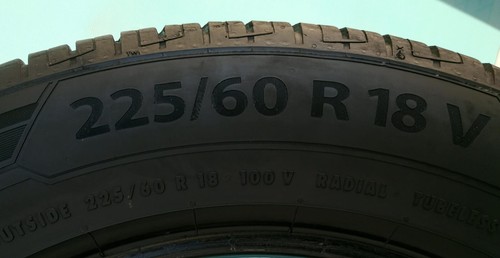 225/60 R 18 V
OUTSIDE 225/60 R 18 100 V RADIAL TUBELESS